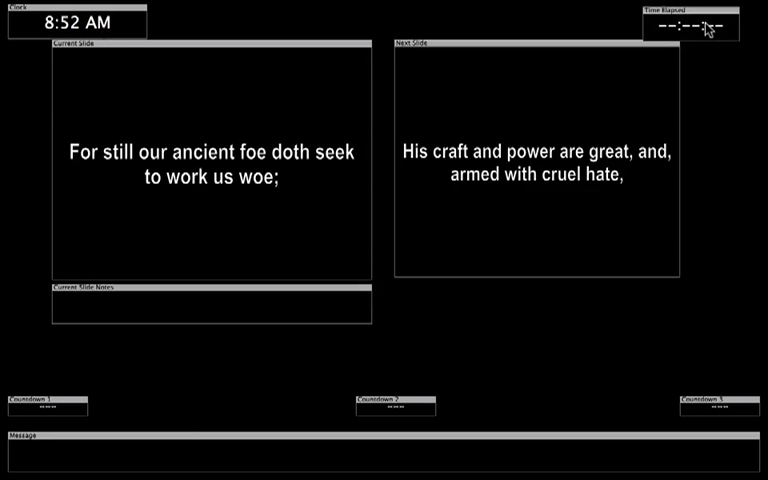 Clock
8:52 AM
Time Elapsed
--:--:--
Current Slide
For still our ancient foe doth seek
to work us woe;
Next Slide
His craft and power are great, and,
armed with cruel hate,
Current Slide Notes
Countdown 1
Countdown 2
Countdown 3
Message